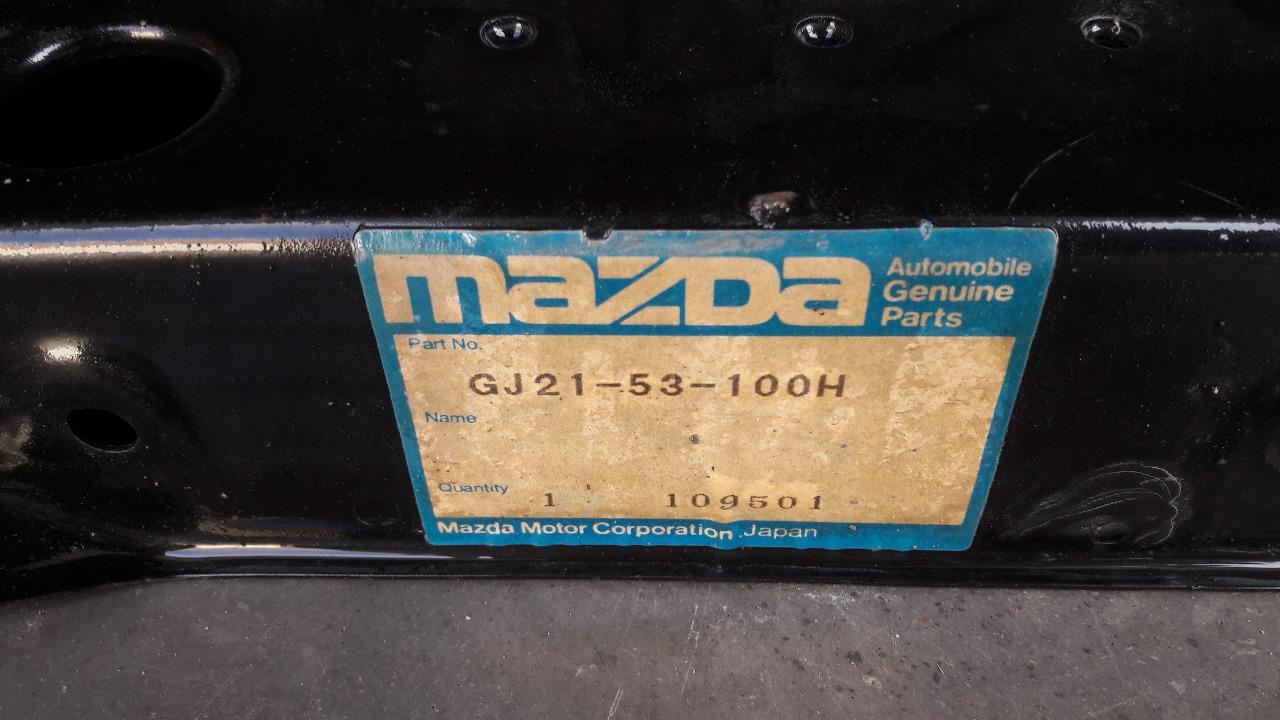 mazda
Automobile
Genuine
Parts
Part No.
GJ21-53-100H
Name
Quantity 1 109501
Mazda Motor Corporation, Japan